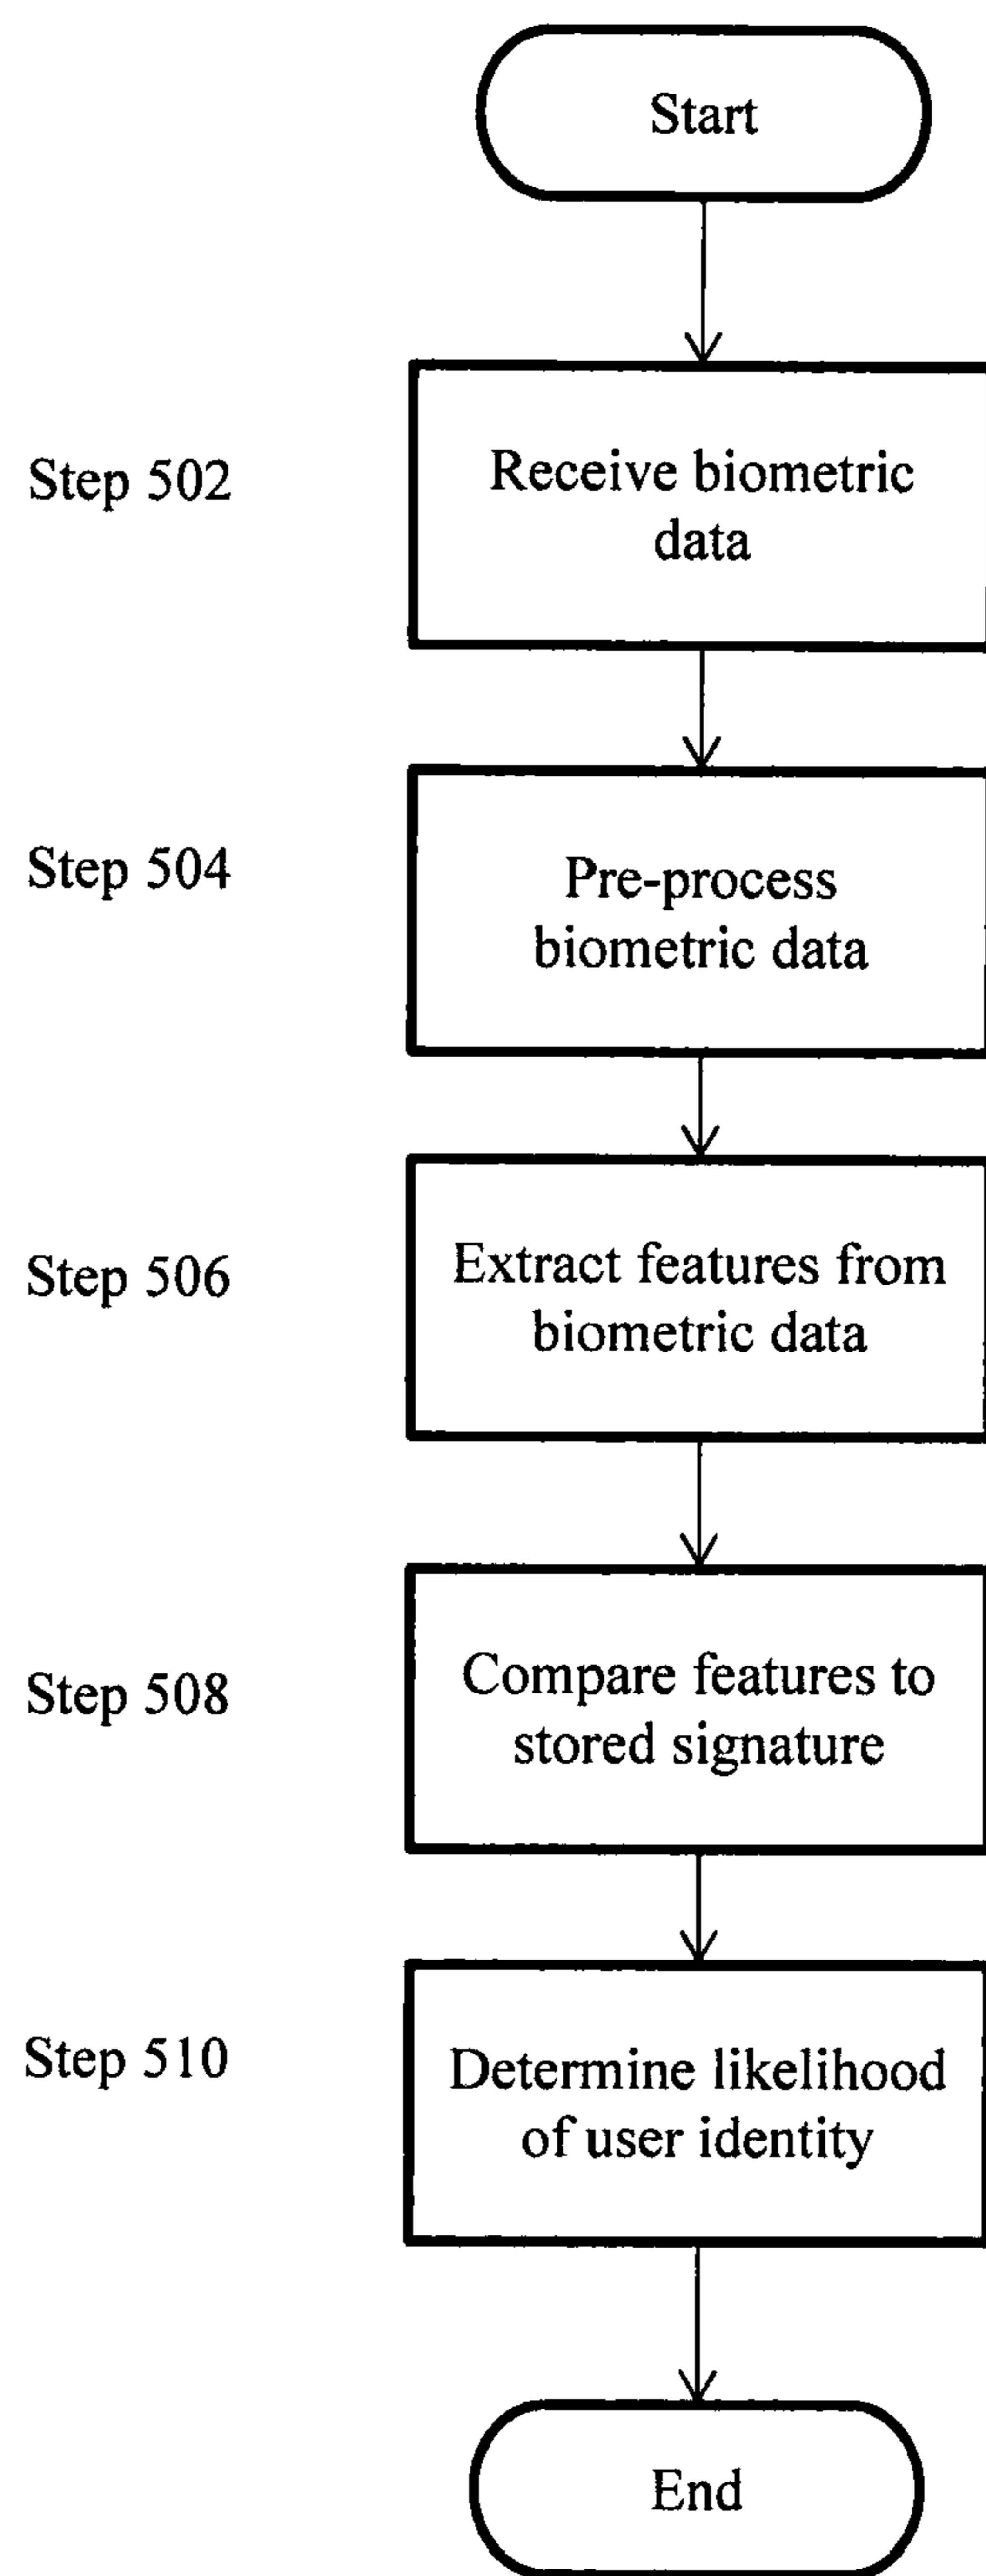 Start
Step 502
Receive biometric
data
Step 504
Pre-process
biometric data
Step 506
Extract features from
biometric data
Step 508
Compare features to
stored signature
Step 510
Determine likelihood
of user identity
End